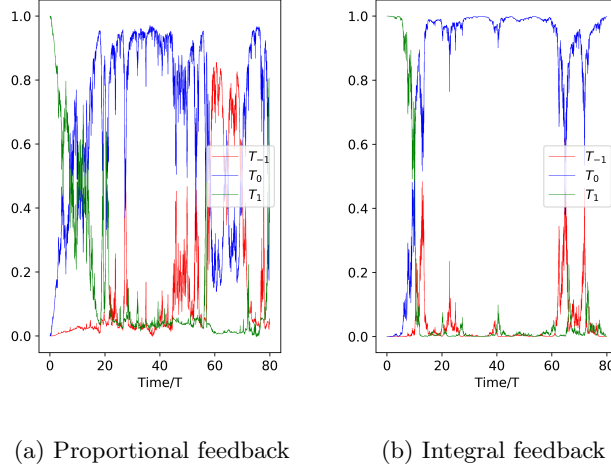 1.0
0.8
0.6
0.4
0.2
0.0
T₋₁
T₀
T₁
0 20 40 60 80
Time/T
(a) Proportional feedback
1.0
0.8
0.6
0.4
0.2
0.0
T₋₁
T₀
T₁
0 20 40 60 80
Time/T
(b) Integral feedback